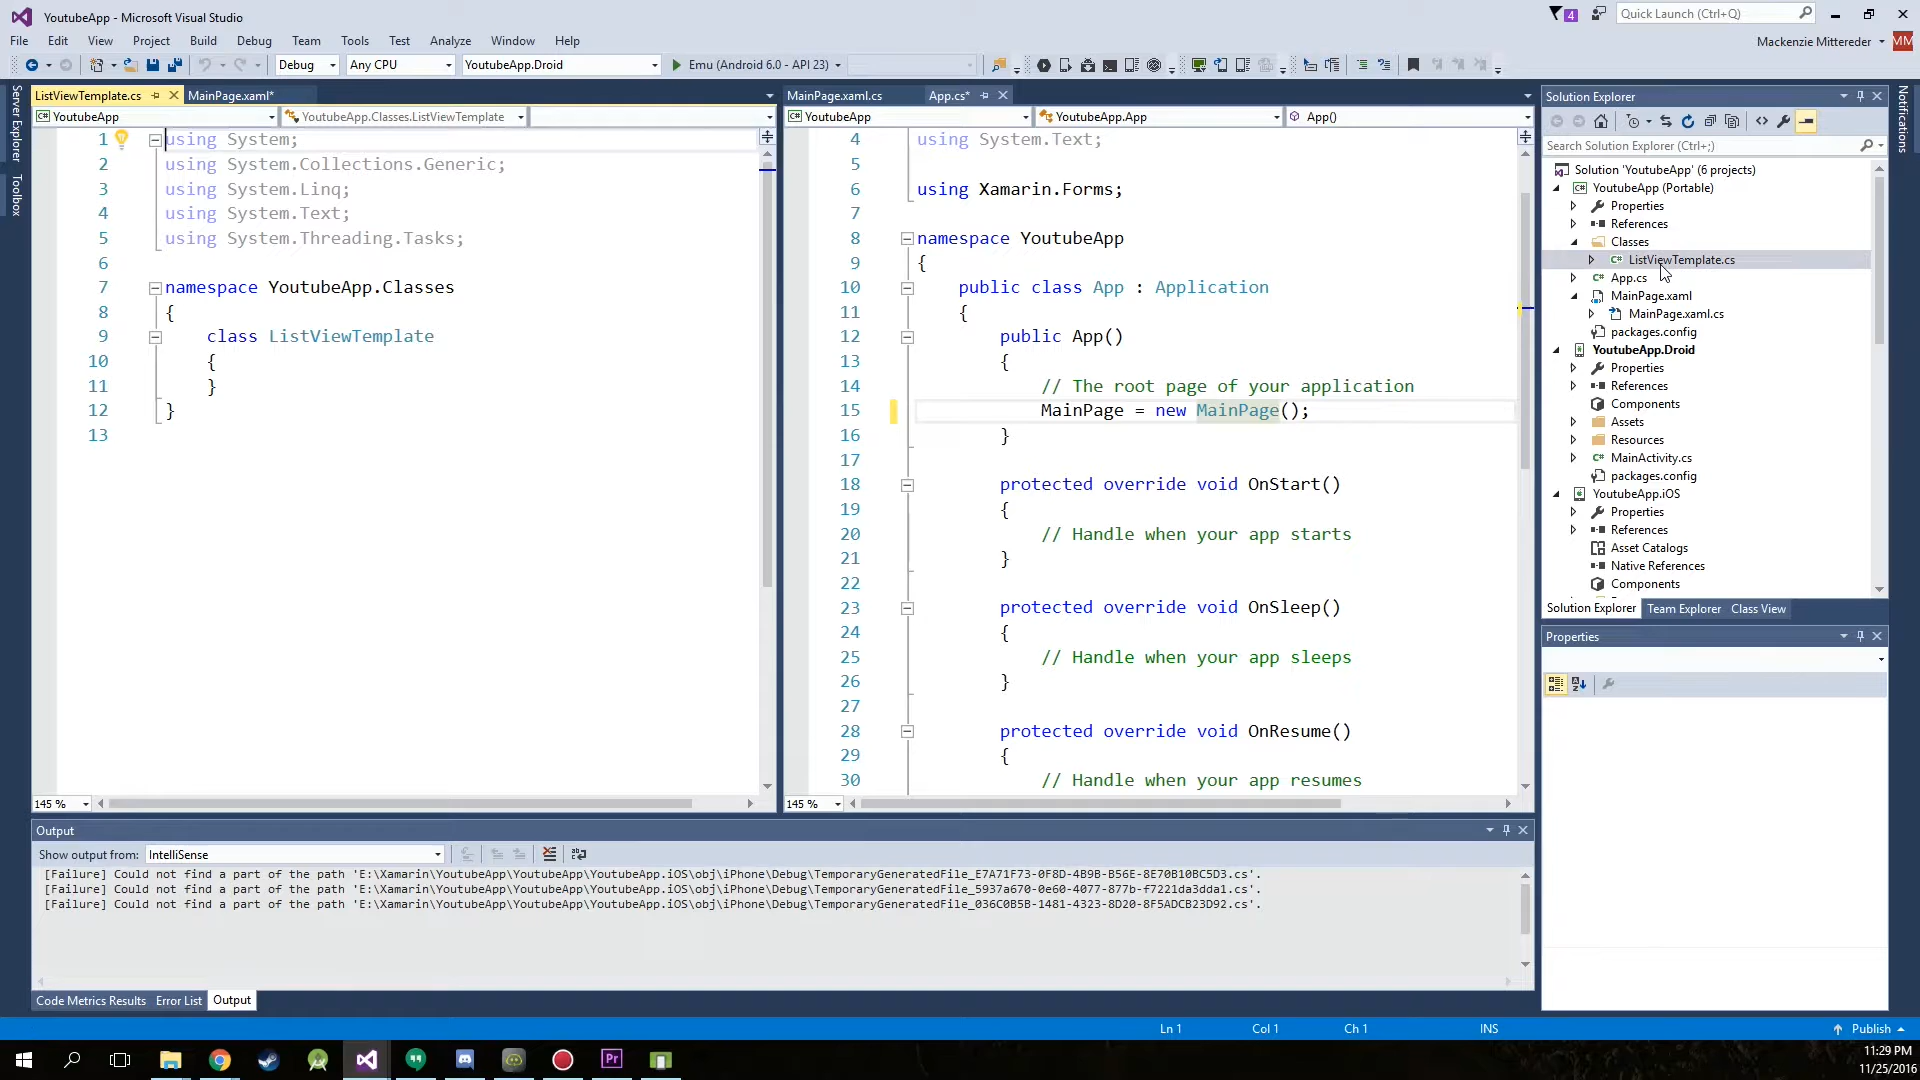 YoutubeApp - Microsoft Visual Studio
4
Quick Launch (Ctrl+Q)
File Edit View Project Build Debug Team Tools Test Analyze Window Help
Mackenzie Mittereder MM
Debug Any CPU YoutubeApp.Droid Emu (Android 6.0 - API 23)
Server Explorer
Toolbox
ListViewTemplate.cs MainPage.xaml*
YoutubeApp YoutubeApp.Classes.ListViewTemplate
1 using System;
2 using System.Collections.Generic;
3 using System.Linq;
4 using System.Text;
5 using System.Threading.Tasks;
6
7 namespace YoutubeApp.Classes
8 {
9 class ListViewTemplate
10 {
11 }
12 }
13
145 %
MainPage.xaml.cs App.cs*
YoutubeApp YoutubeApp.App App()
4 using System.Text;
5
6 using Xamarin.Forms;
7
8 namespace YoutubeApp
9 {
10 public class App : Application
11 {
12 public App()
13 {
14 // The root page of your application
15 MainPage = new MainPage();
16 }
17
18 protected override void OnStart()
19 {
20 // Handle when your app starts
21 }
22
23 protected override void OnSleep()
24 {
25 // Handle when your app sleeps
26 }
27
28 protected override void OnResume()
29 {
30 // Handle when your app resumes
145 %
Solution Explorer
Search Solution Explorer (Ctrl+;)
Solution 'YoutubeApp' (6 projects)
YoutubeApp (Portable)
Properties
References
Classes
ListViewTemplate.cs
App.cs
MainPage.xaml
MainPage.xaml.cs
packages.config
YoutubeApp.Droid
Properties
References
Components
Assets
Resources
MainActivity.cs
packages.config
YoutubeApp.iOS
Properties
References
Asset Catalogs
Native References
Components
Solution Explorer Team Explorer Class View
Properties
Notifications
Output
Show output from: IntelliSense
[Failure] Could not find a part of the path 'E:\Xamarin\YoutubeApp\YoutubeApp\YoutubeApp.iOS\obj\iPhone\Debug\TemporaryGeneratedFile_E7A71F73-0F8D-4B9B-B56E-8E70B10BC5D3.cs'.
[Failure] Could not find a part of the path 'E:\Xamarin\YoutubeApp\YoutubeApp\YoutubeApp.iOS\obj\iPhone\Debug\TemporaryGeneratedFile_5937a670-0e60-4077-877b-f7221da3dda1.cs'.
[Failure] Could not find a part of the path 'E:\Xamarin\YoutubeApp\YoutubeApp\YoutubeApp.iOS\obj\iPhone\Debug\TemporaryGeneratedFile_036C0B5B-1481-4323-8D20-8F5ADCB23D92.cs'.
Code Metrics Results Error List Output
Ln 1 Col 1 Ch 1 INS Publish
Pr
11:29 PM
11/25/2016